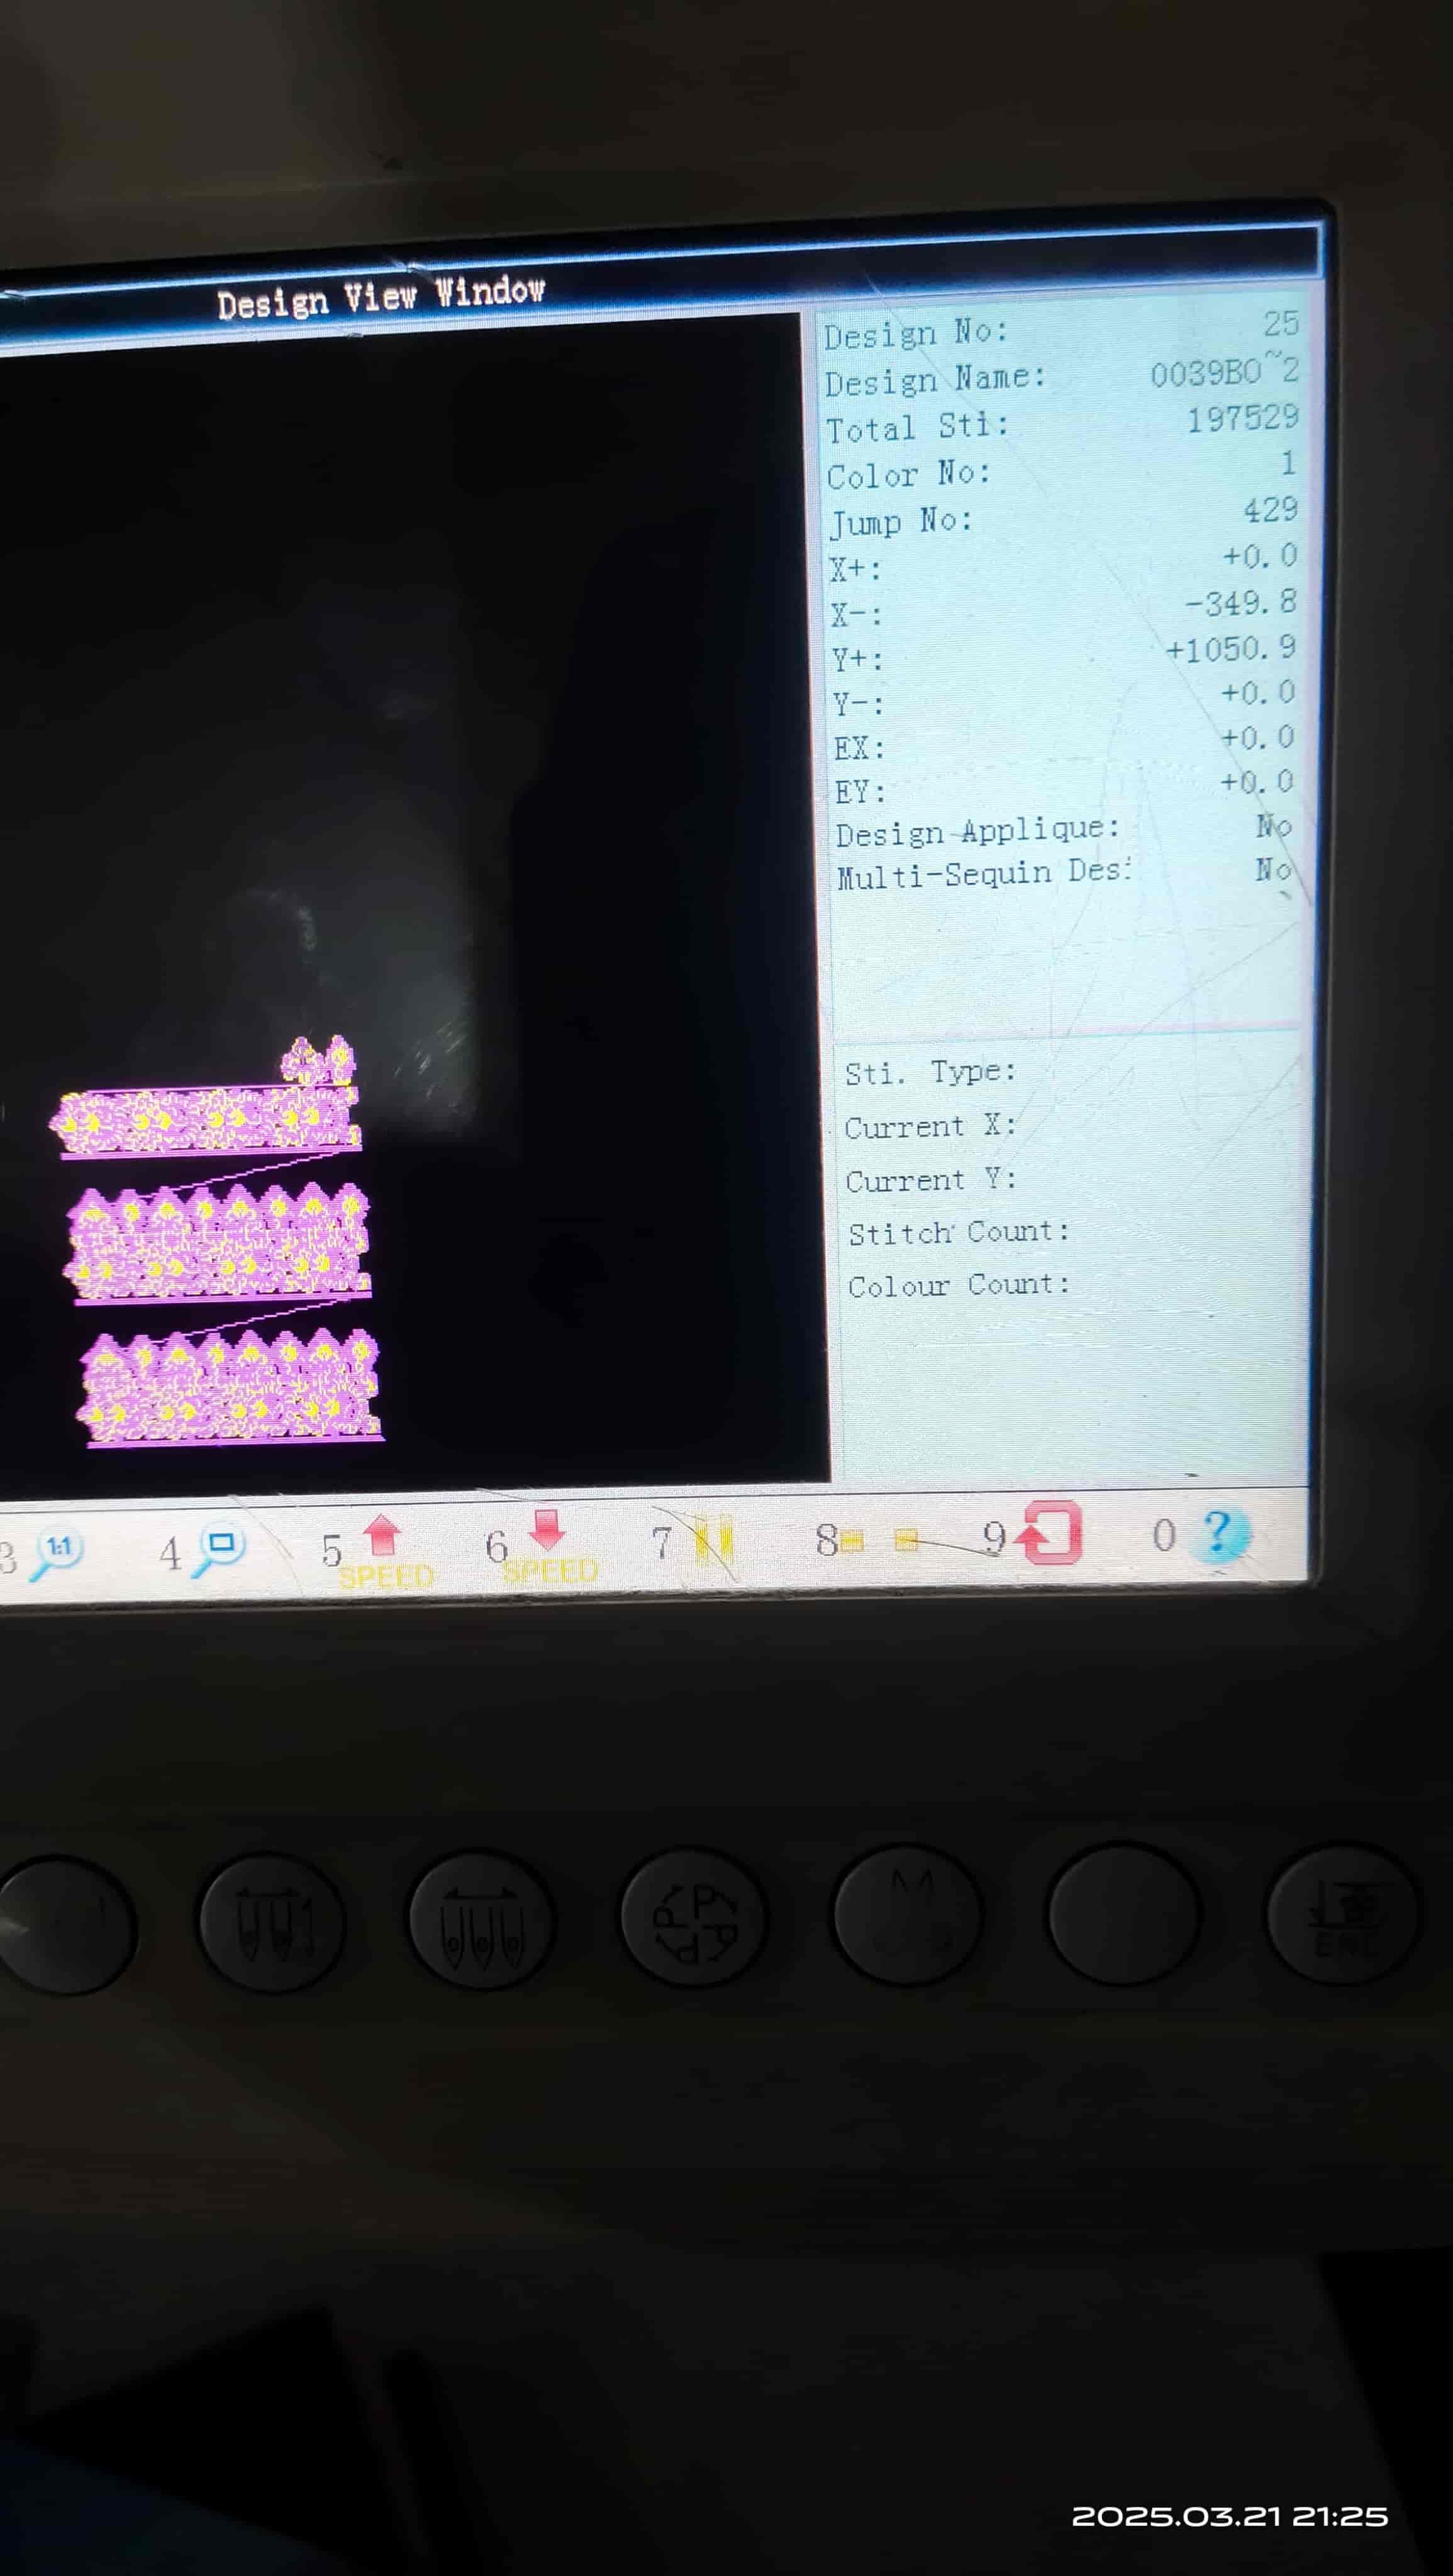 Design View Window
Design No: 25
Design Name: 0039BO~2
Total Sti: 197529
Color No: 1
Jump No: 429
X+: +0.0
X-: -349.8
Y+: +1050.9
Y-: +0.0
EX: +0.0
EY: +0.0
Design Applique: No
Multi-Sequin Des: No
Sti. Type:
Current X:
Current Y:
Stitch Count:
Colour Count:
3 1:1 4 5 SPEED 6 SPEED 7 8 9 0 ?
P P P P M
ENC
2025.03.21 21:25